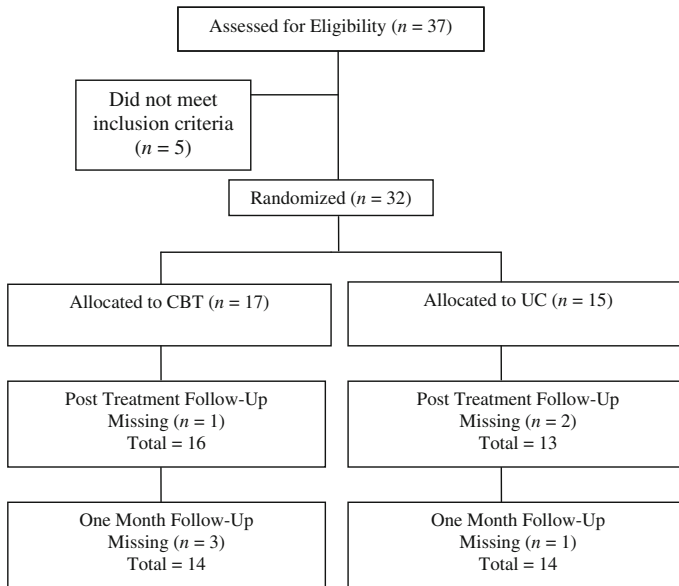 Assessed for Eligibility (n = 37)
Did not meet
inclusion criteria
(n = 5)
Randomized (n = 32)
Allocated to CBT (n = 17)
Allocated to UC (n = 15)
Post Treatment Follow-Up
Missing (n = 1)
Total = 16
Post Treatment Follow-Up
Missing (n = 2)
Total = 13
One Month Follow-Up
Missing (n = 3)
Total = 14
One Month Follow-Up
Missing (n = 1)
Total = 14